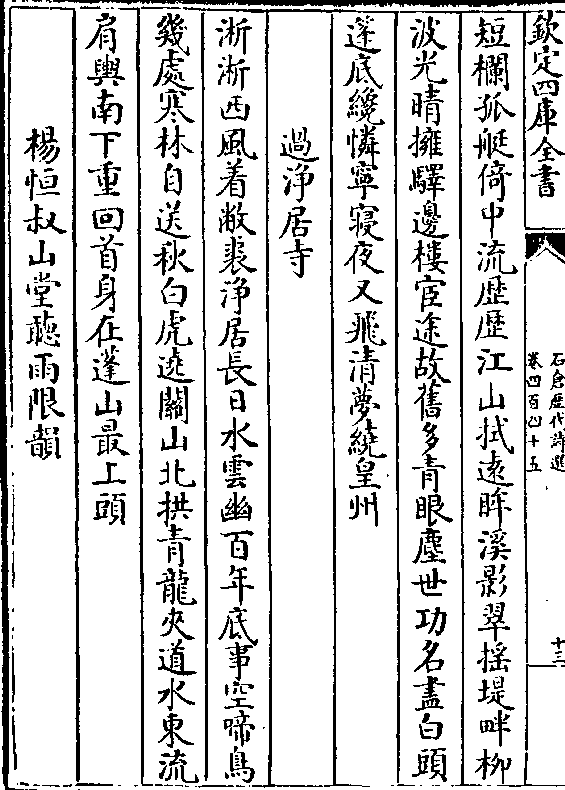 欽定四庫全書
石倉歷代詩選
卷四百四十五
十三
短欄孤艇倚中流歴歴江山拭遠眸溪影翠摇堤畔柳
波光晴擁驛邊樓宦途故舊多青眼塵世功名盡白頭
蓬底纔憐寧寢夜又飛清夢繞皇州
過浄居寺
淅淅西風着敝裘浄居長日水雲幽百年底事空啼鳥
幾處寒林自送秋白虎遶關山北拱青龍夾道水東流
肩輿南下重回首身在蓬山最上頭
楊恒叔山堂聽雨限韻